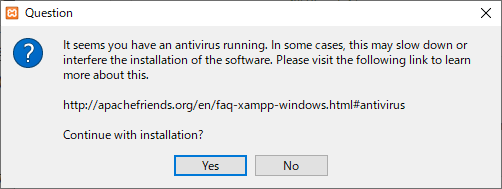 Question
It seems you have an antivirus running. In some cases, this may slow down or
interfere the installation of the software. Please visit the following link to learn
more about this.
http://apachefriends.org/en/faq-xampp-windows.html#antivirus
Continue with installation?
Yes
No